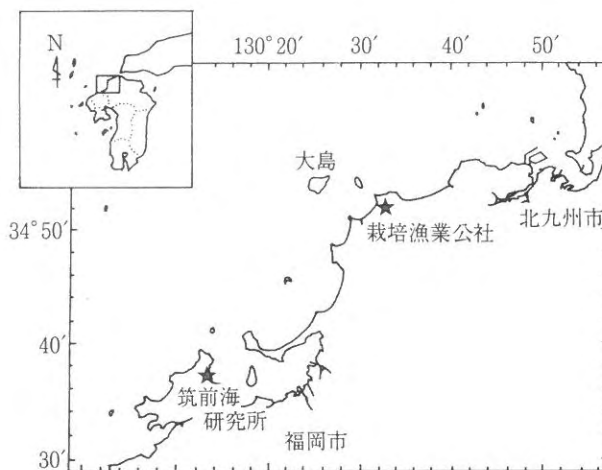 N
130° 20′
30′
40′
50′
大島
34° 50′
栽培漁業公社
北九州市
40′
筑前海
研究所
福岡市
30′